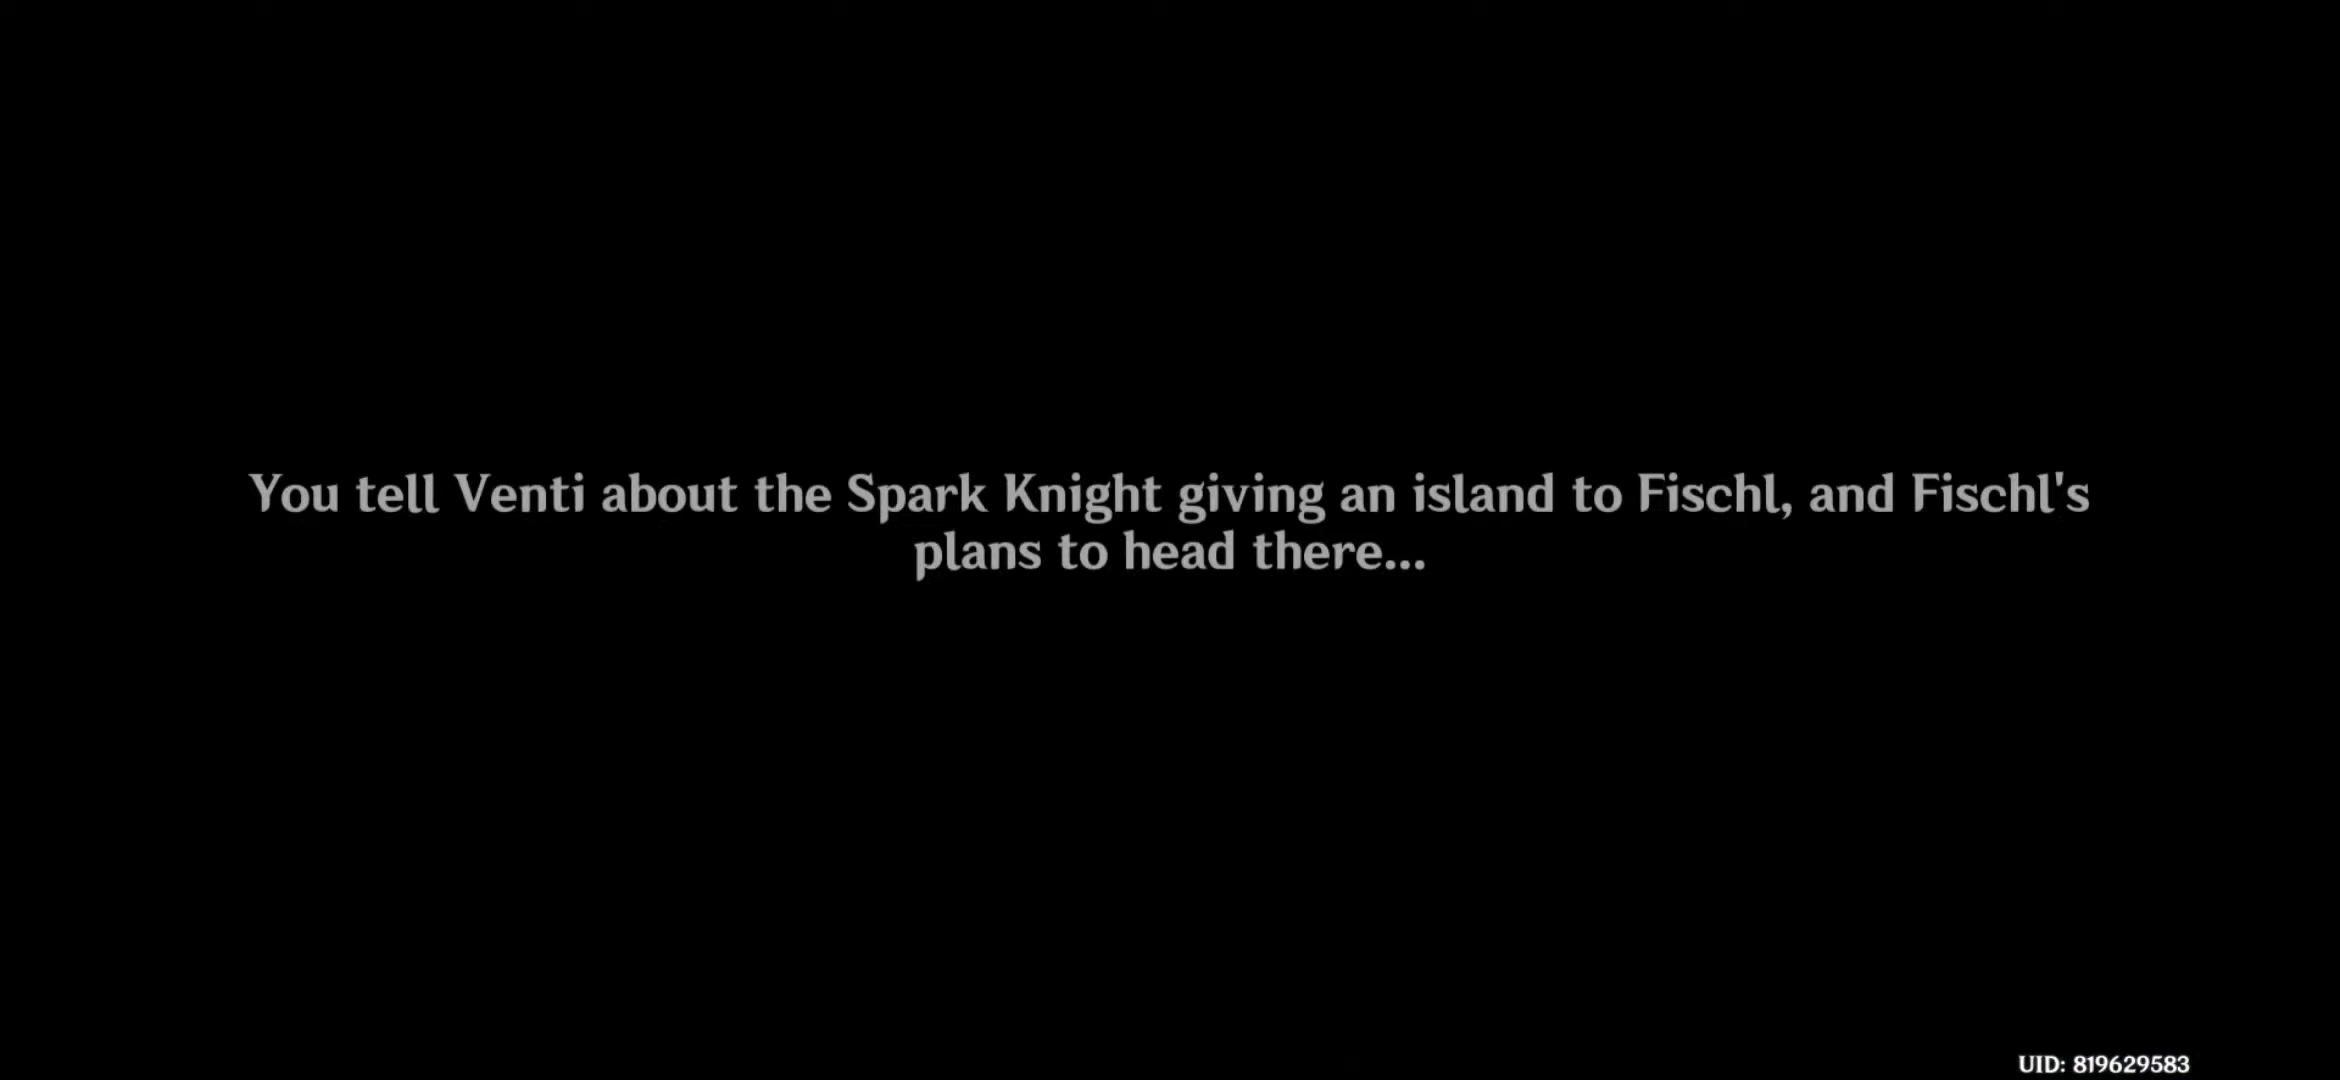 You tell Venti about the Spark Knight giving an island to Fischl, and Fischl's
plans to head there...
UID: 819629583